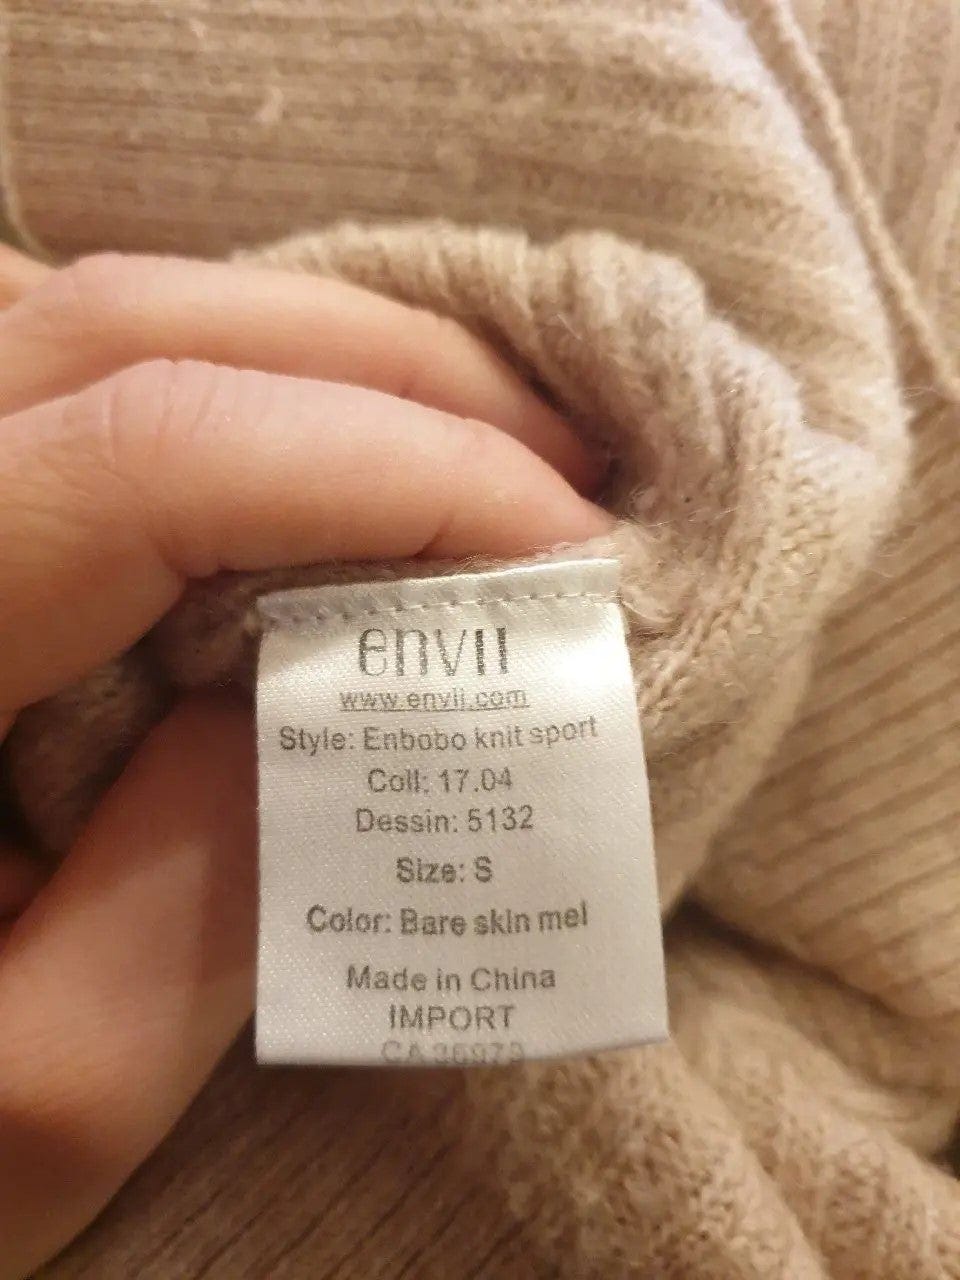 envii
www.envii.com
Style: Enbobo knit sport
Coll: 17.04
Dessin: 5132
Size: S
Color: Bare skin mel
Made in China
IMPORT